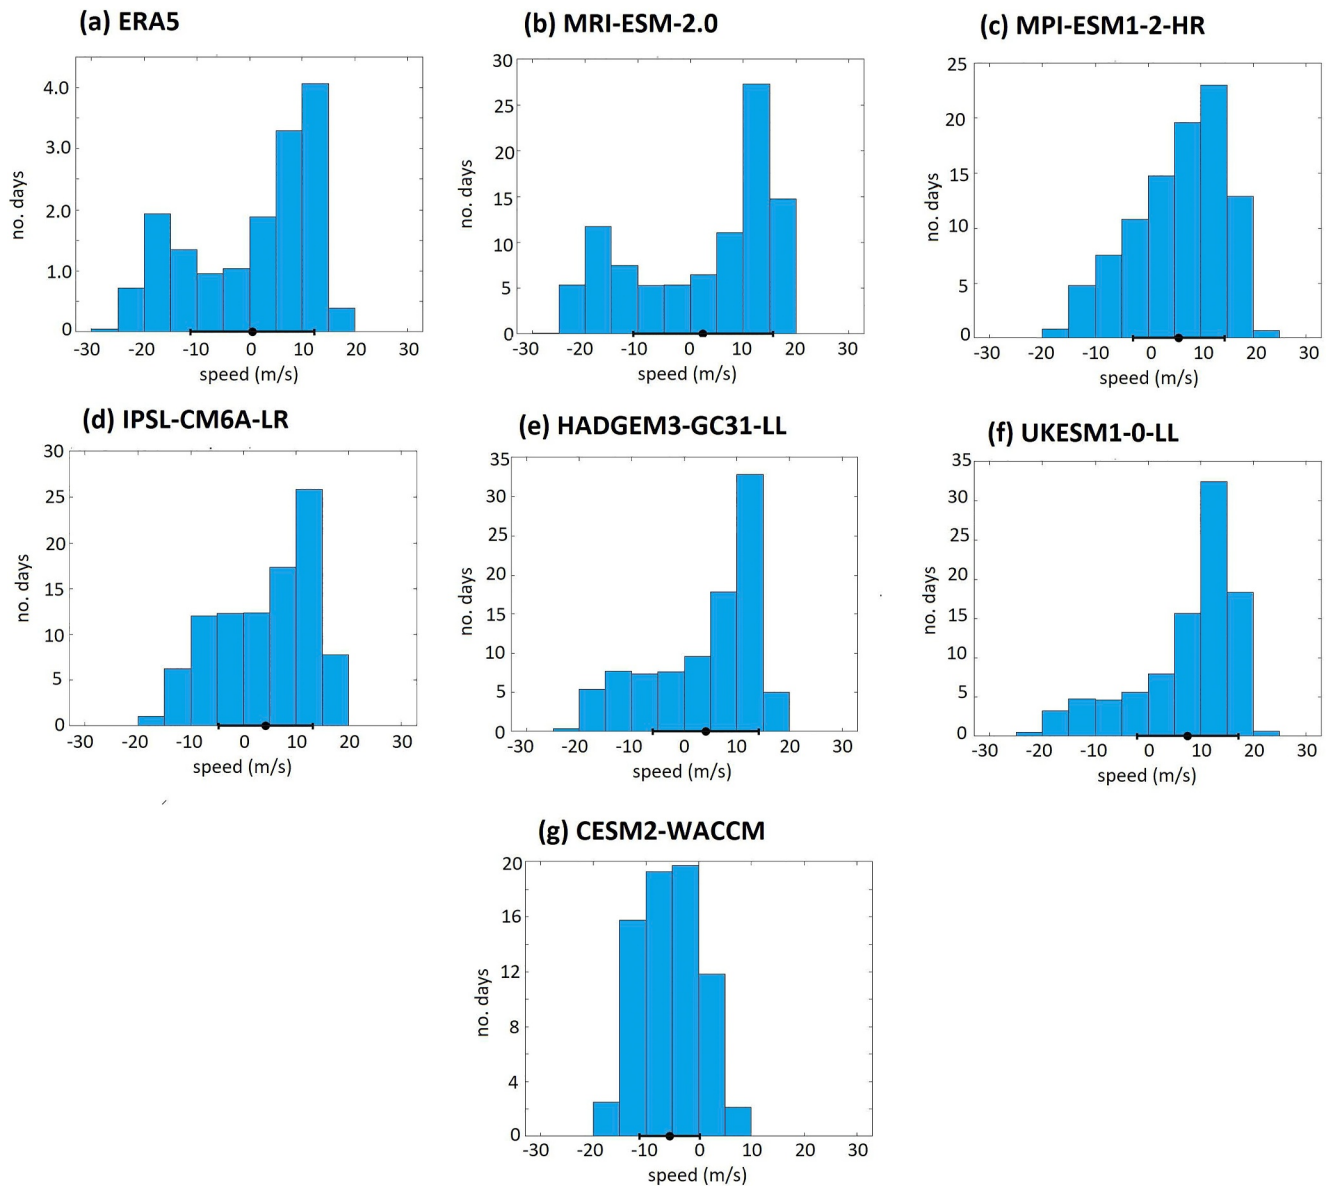 (a) ERA5
4.0
3.0
2.0
1.0
0
no. days
-30 -20 -10 0 10 20 30
speed (m/s)
(b) MRI-ESM-2.0
30
25
20
15
10
5
0
no. days
-30 -20 -10 0 10 20 30
speed (m/s)
(c) MPI-ESM1-2-HR
25
20
15
10
5
0
no. days
-30 -20 -10 0 10 20 30
speed (m/s)
(d) IPSL-CM6A-LR
30
25
20
15
10
5
0
no. days
-30 -20 -10 0 10 20 30
speed (m/s)
(e) HADGEM3-GC31-LL
35
30
25
20
15
10
5
0
no. days
-30 -20 -10 0 10 20 30
speed (m/s)
(f) UKESM1-0-LL
35
30
25
20
15
10
5
0
no. days
-30 -20 -10 0 10 20 30
speed (m/s)
(g) CESM2-WACCM
20
16
12
8
4
0
no. days
-30 -20 -10 0 10 20 30
speed (m/s)